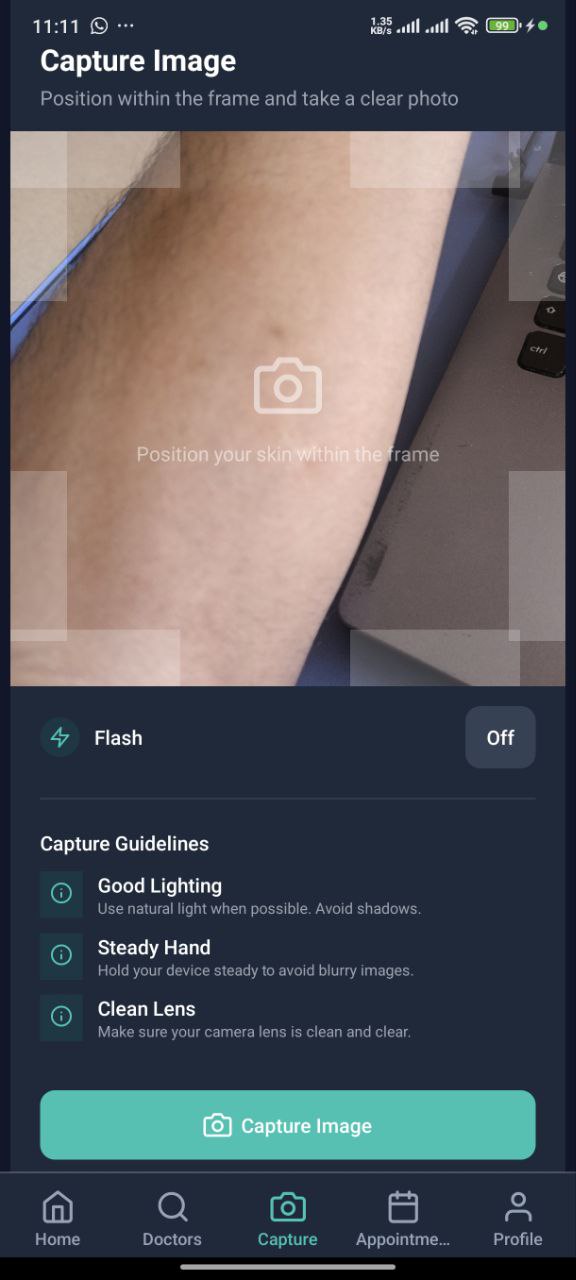 11:11
1.35
KB/s
99
Capture Image
Position within the frame and take a clear photo
ctrl
Position your skin within the frame
Flash
Off
Capture Guidelines
Good Lighting
Use natural light when possible. Avoid shadows.
Steady Hand
Hold your device steady to avoid blurry images.
Clean Lens
Make sure your camera lens is clean and clear.
Capture Image
Home
Doctors
Capture
Appointme...
Profile